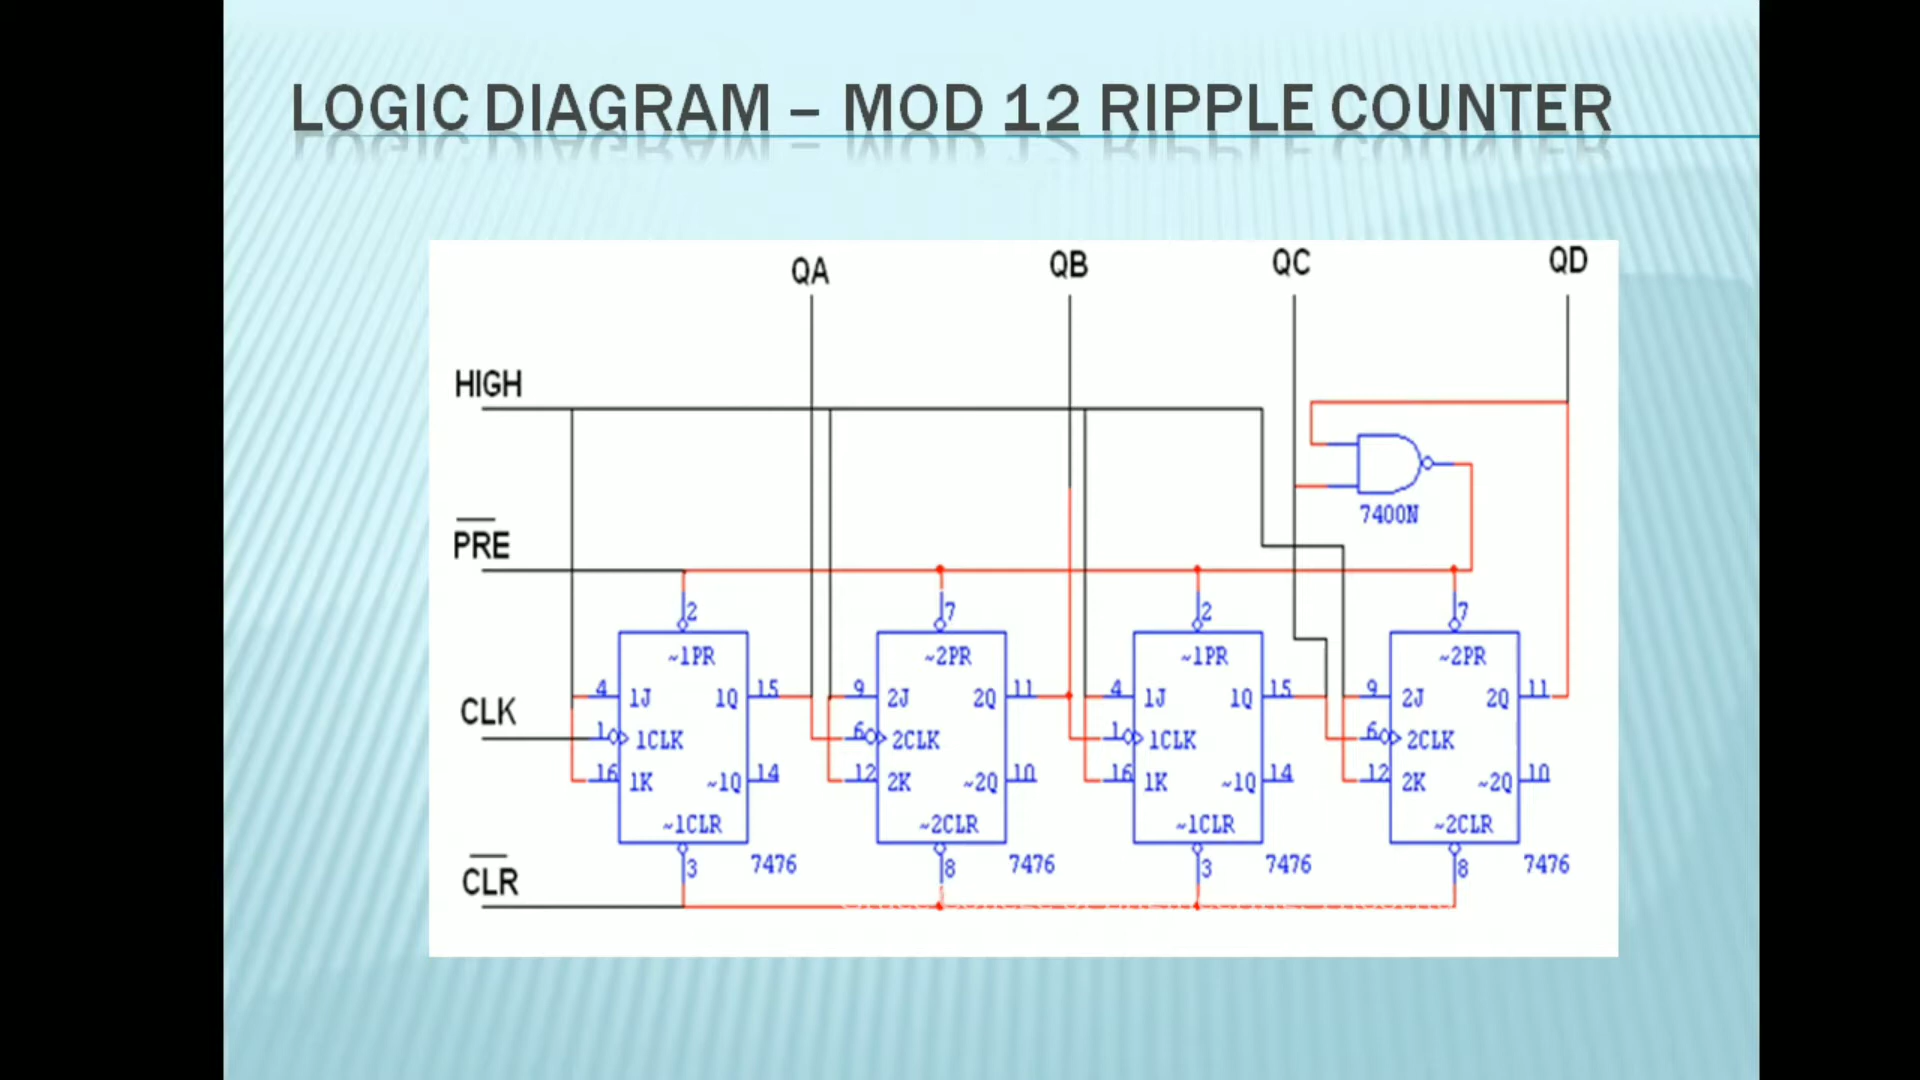 LOGIC DIAGRAM – MOD 12 RIPPLE COUNTER
QA QB QC QD
HIGH
7400N
PRE
2 7 2 7
~1PR ~2PR ~1PR ~2PR
4 1J 1Q 15 9 2J 2Q 11 4 1J 1Q 15 9 2J 2Q 11
CLK 1 1CLK 6 2CLK 1 1CLK 6 2CLK
16 1K ~1Q 14 12 2K ~2Q 10 16 1K ~1Q 14 12 2K ~2Q 10
~1CLR ~2CLR ~1CLR ~2CLR
3 7476 8 7476 3 7476 8 7476
CLR